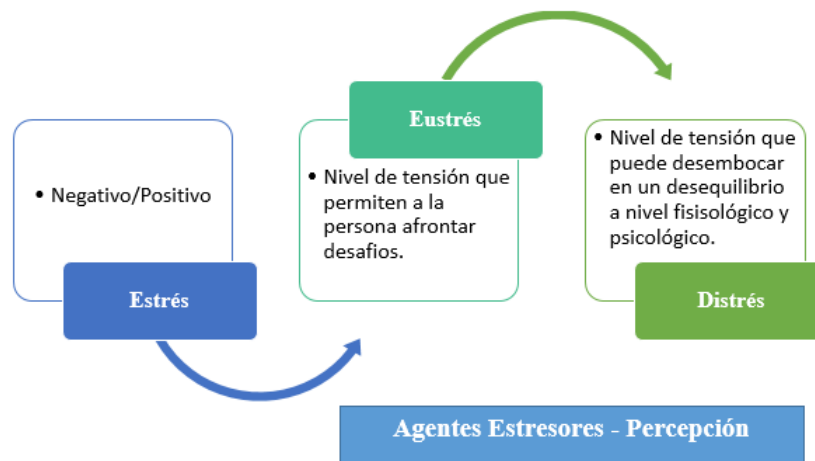 • Negativo/Positivo
Estrés
Eustrés
• Nivel de tensión que
permiten a la
persona afrontar
desafios.
• Nivel de tensión que
puede desembocar
en un desequilibrio
a nivel fisisológico y
psicológico.
Distrés
Agentes Estresores - Percepción